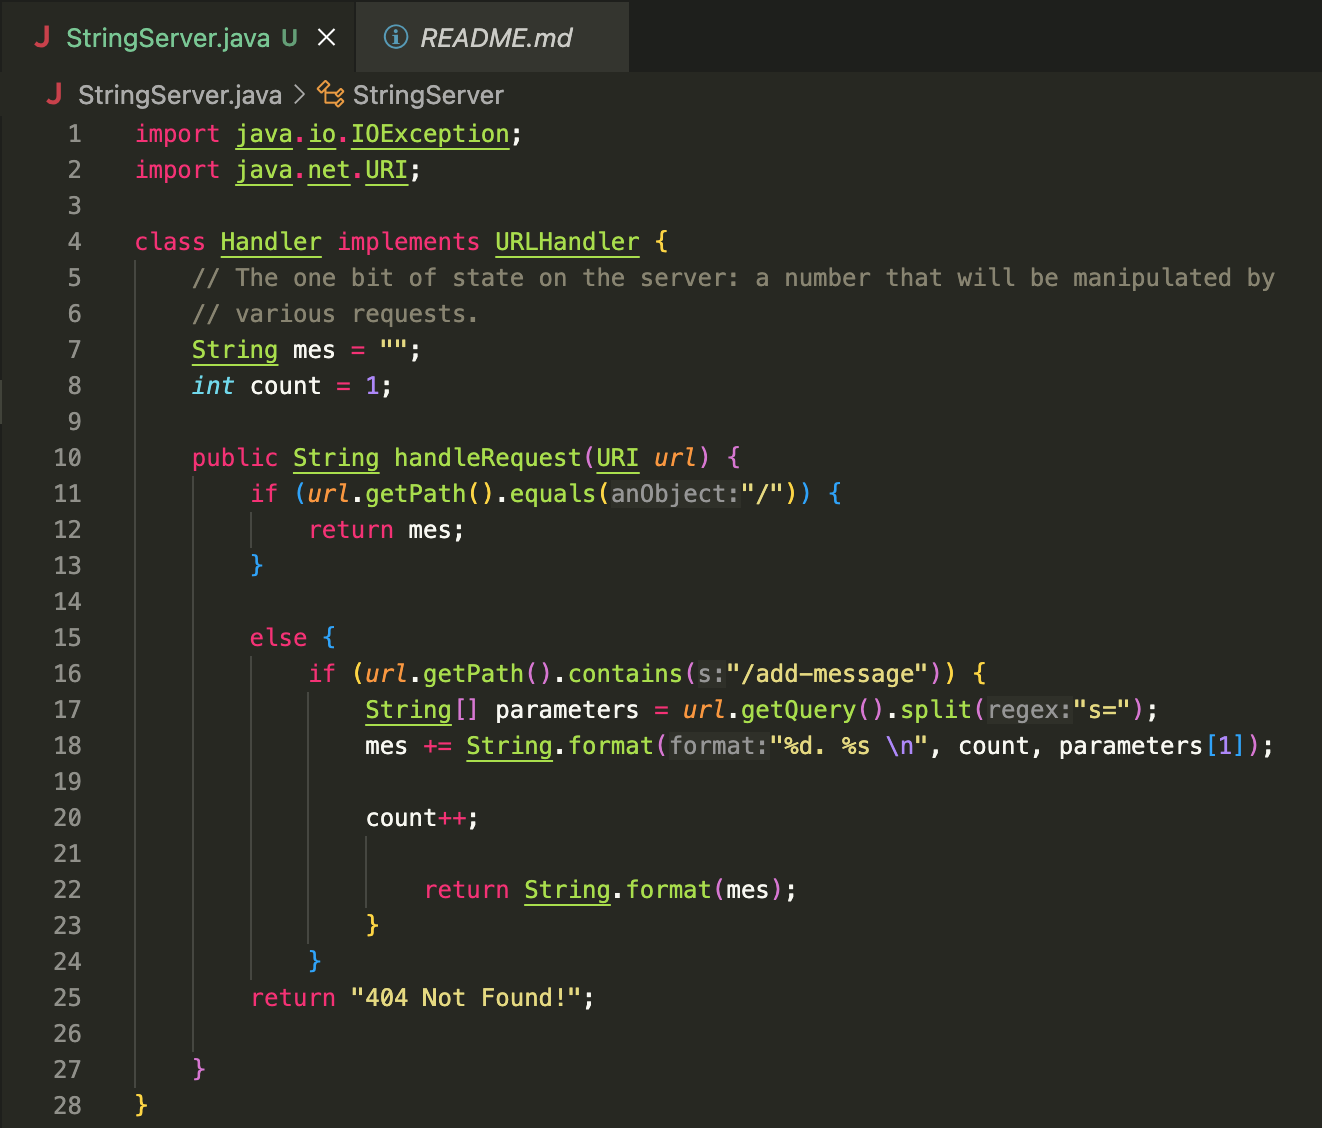 J StringServer.java U × ⓘ README.md
J StringServer.java > StringServer
1 import java.io.IOException;
2 import java.net.URI;
3
4 class Handler implements URLHandler {
5     // The one bit of state on the server: a number that will be manipulated by
6     // various requests.
7     String mes = "";
8     int count = 1;
9
10     public String handleRequest(URI url) {
11         if (url.getPath().equals(anObject:"/")) {
12             return mes;
13         }
14
15         else {
16             if (url.getPath().contains(s:"/add-message")) {
17                 String[] parameters = url.getQuery().split(regex:"s=");
18                 mes += String.format(format:"%d. %s \n", count, parameters[1]);
19
20                 count++;
21
22                     return String.format(mes);
23                 }
24             }
25         return "404 Not Found!";
26
27     }
28 }